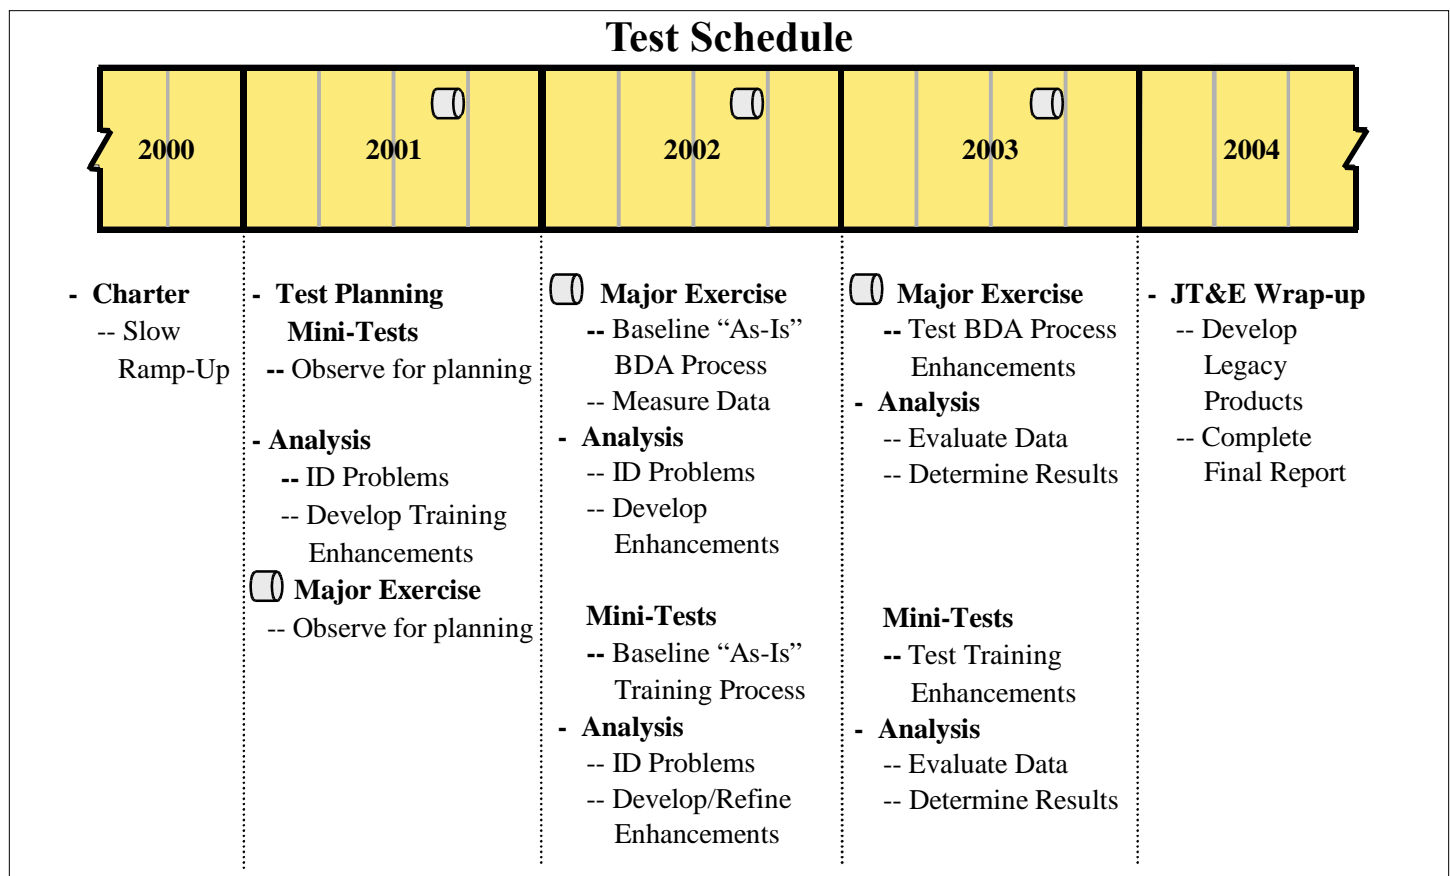 Test Schedule
2000
2001
2002
2003
2004
- Charter
-- Slow
Ramp-Up
- Test Planning
Mini-Tests
-- Observe for planning
- Analysis
-- ID Problems
-- Develop Training
Enhancements
Major Exercise
-- Observe for planning
Major Exercise
-- Baseline “As-Is”
BDA Process
-- Measure Data
- Analysis
-- ID Problems
-- Develop
Enhancements
Mini-Tests
-- Baseline “As-Is”
Training Process
- Analysis
-- ID Problems
-- Develop/Refine
Enhancements
Major Exercise
-- Test BDA Process
Enhancements
- Analysis
-- Evaluate Data
-- Determine Results
Mini-Tests
-- Test Training
Enhancements
- Analysis
-- Evaluate Data
-- Determine Results
- JT&E Wrap-up
-- Develop
Legacy
Products
-- Complete
Final Report